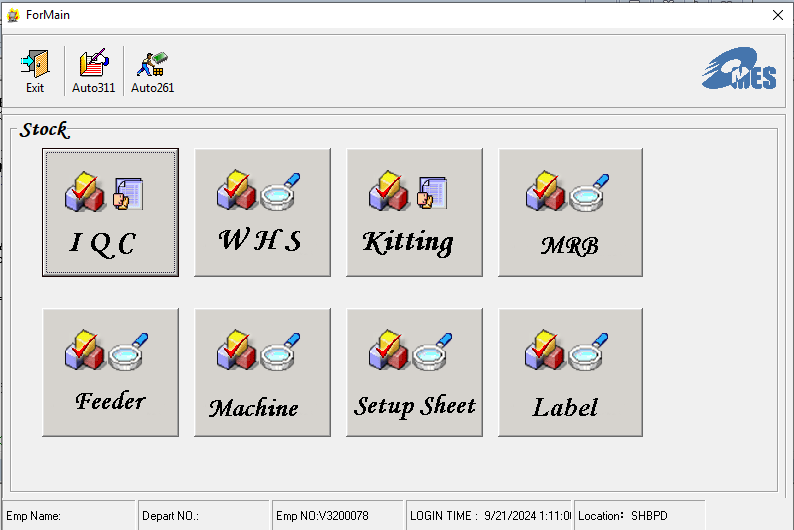 ForMain
Exit
Auto311
Auto261
MES
Stock
I Q C
W H S
Kitting
MRB
Feeder
Machine
Setup Sheet
Label
Emp Name:
Depart NO.:
Emp NO:V3200078
LOGIN TIME : 9/21/2024 1:11:0
Location: SHBPD